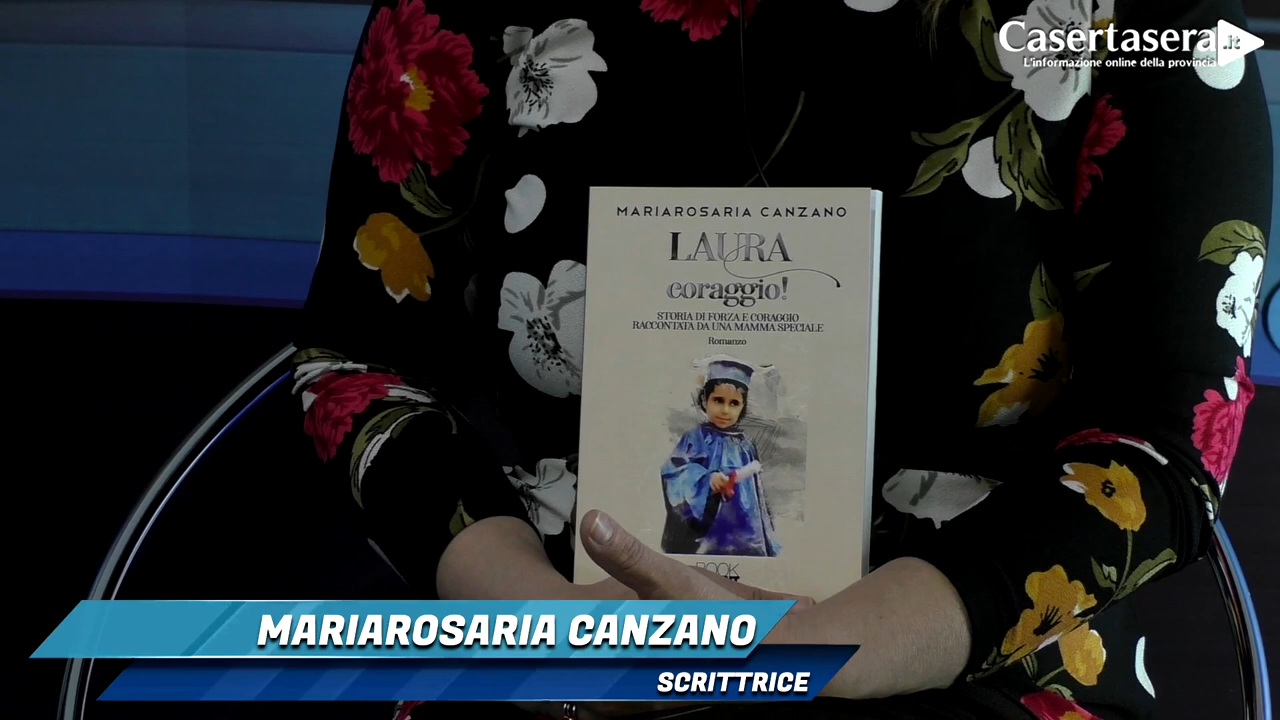 Casertasera.it
L'informazione online della provincia
MARIAROSARIA CANZANO
LAURA
coraggio!
STORIA DI FORZA E CORAGGIO
RACCONTATA DA UNA MAMMA SPECIALE
Romanzo
BOOK
MARIAROSARIA CANZANO
SCRITTRICE